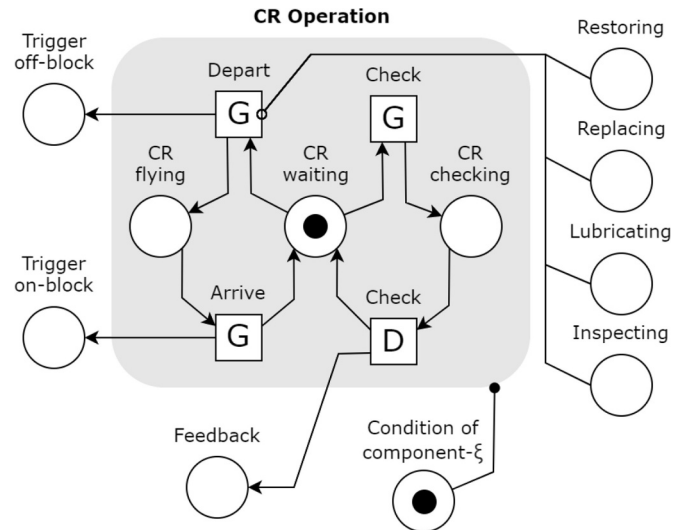 CR Operation
Trigger
off-block
Depart
Check
Restoring
G
G
CR
flying
CR
waiting
CR
checking
Replacing
Lubricating
Trigger
on-block
Arrive
Check
Inspecting
G
D
Feedback
Condition of
component-ξ